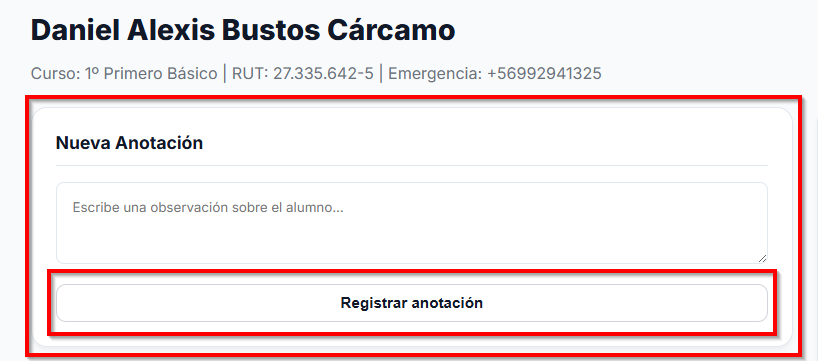 Daniel Alexis Bustos Cárcamo
Curso: 1º Primero Básico | RUT: 27.335.642-5 | Emergencia: +56992941325
Nueva Anotación
Escribe una observación sobre el alumno...
Registrar anotación